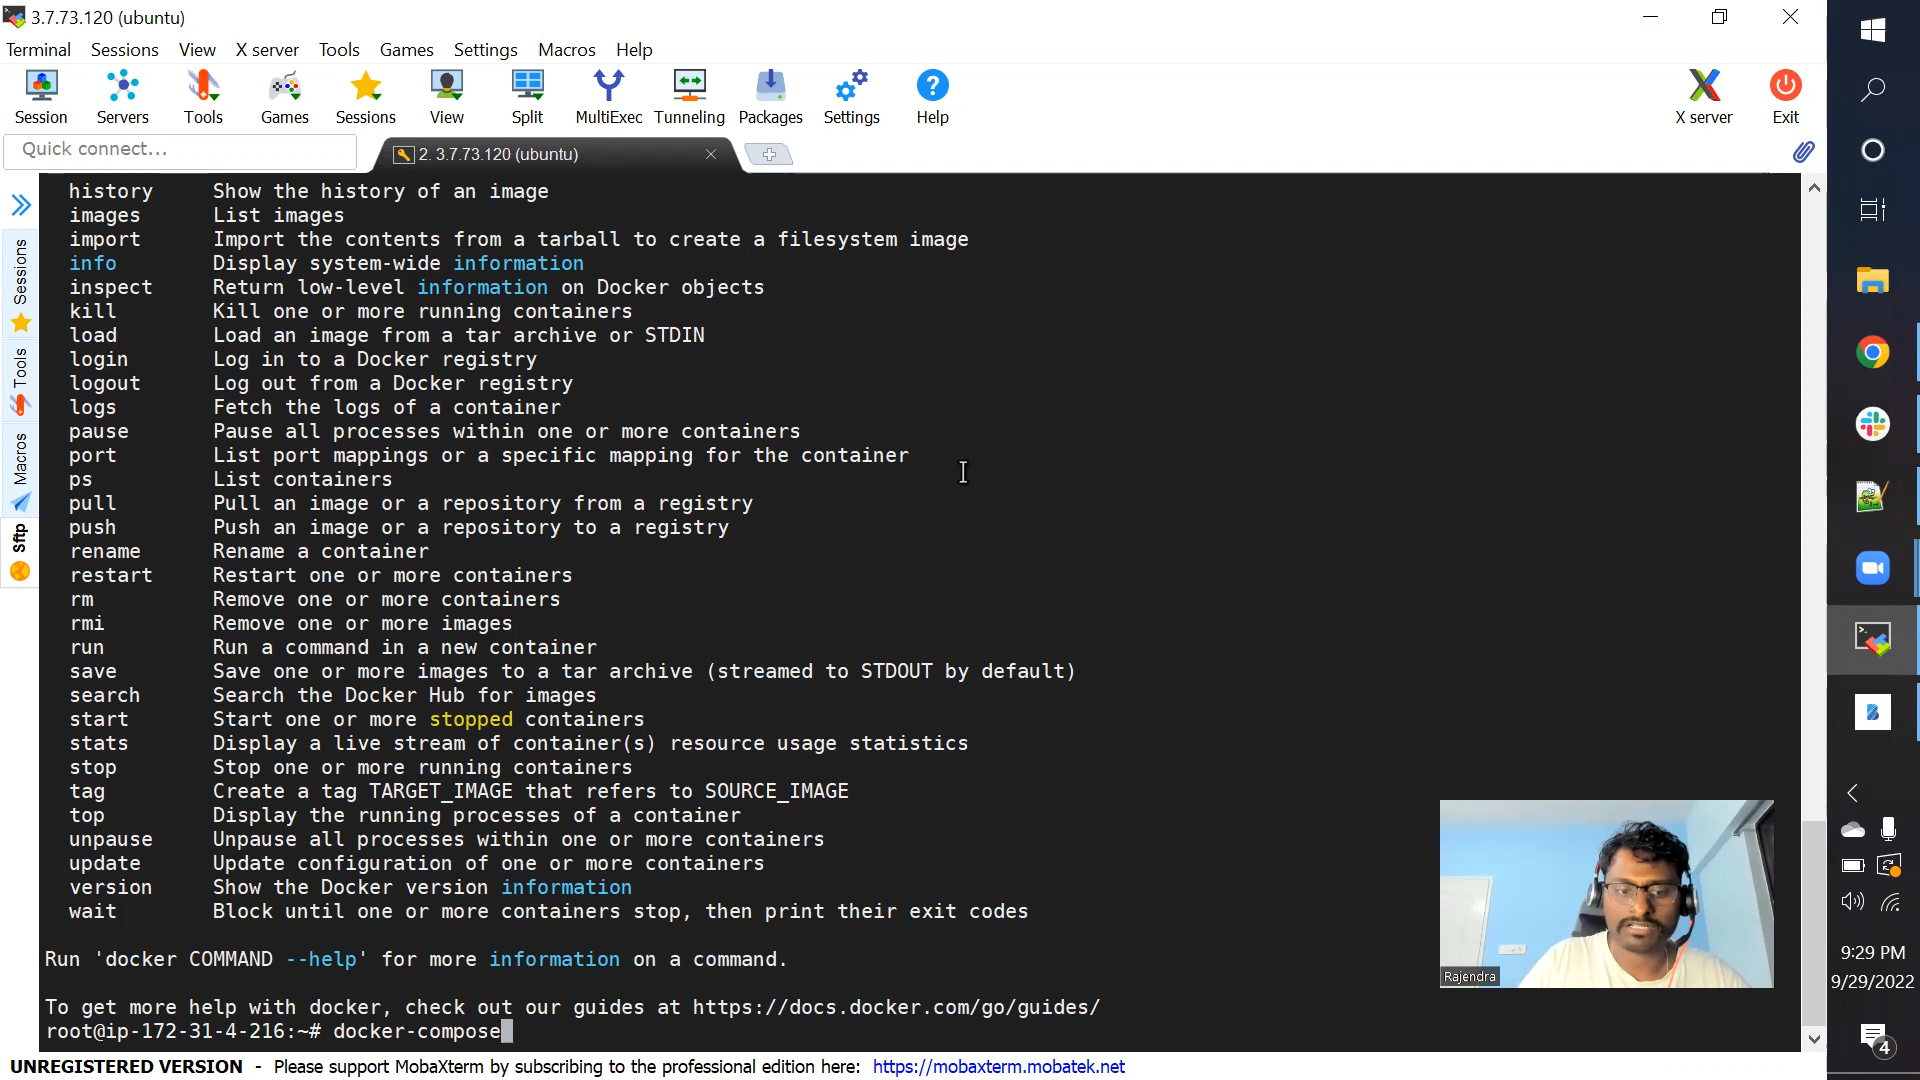 3.7.73.120 (ubuntu)
Terminal Sessions View X server Tools Games Settings Macros Help
Session Servers Tools Games Sessions View Split MultiExec Tunneling Packages Settings Help X server Exit
Quick connect...
2. 3.7.73.120 (ubuntu)
Sessions
Tools
Macros
Sftp
history Show the history of an image
images List images
import Import the contents from a tarball to create a filesystem image
info Display system-wide information
inspect Return low-level information on Docker objects
kill Kill one or more running containers
load Load an image from a tar archive or STDIN
login Log in to a Docker registry
logout Log out from a Docker registry
logs Fetch the logs of a container
pause Pause all processes within one or more containers
port List port mappings or a specific mapping for the container
ps List containers
pull Pull an image or a repository from a registry
push Push an image or a repository to a registry
rename Rename a container
restart Restart one or more containers
rm Remove one or more containers
rmi Remove one or more images
run Run a command in a new container
save Save one or more images to a tar archive (streamed to STDOUT by default)
search Search the Docker Hub for images
start Start one or more stopped containers
stats Display a live stream of container(s) resource usage statistics
stop Stop one or more running containers
tag Create a tag TARGET_IMAGE that refers to SOURCE_IMAGE
top Display the running processes of a container
unpause Unpause all processes within one or more containers
update Update configuration of one or more containers
version Show the Docker version information
wait Block until one or more containers stop, then print their exit codes
Run 'docker COMMAND --help' for more information on a command.
To get more help with docker, check out our guides at https://docs.docker.com/go/guides/
root@ip-172-31-4-216:~# docker-compose
Rajendra
9:29 PM
9/29/2022
4
UNREGISTERED VERSION - Please support MobaXterm by subscribing to the professional edition here: https://mobaxterm.mobatek.net